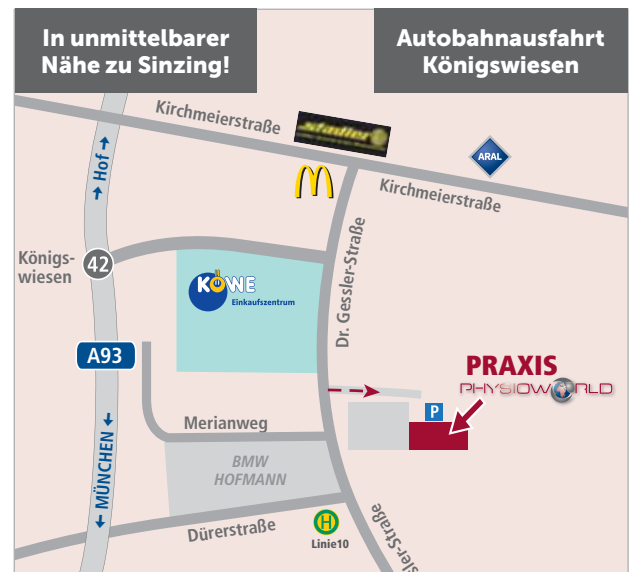 In unmittelbarer
Nähe zu Sinzing!
Autobahnausfahrt
Königswiesen
Kirchmeierstraße
stadler
ARAL
Kirchmeierstraße
Hof
Dr. Gessler-Straße
Königs-
wiesen
42
KÖWE
Einkaufszentrum
A93
PRAXIS
PHYSIOWORLD
P
Merianweg
MÜNCHEN
BMW
HOFMANN
Dürerstraße
H
Linie10
sler-Straße